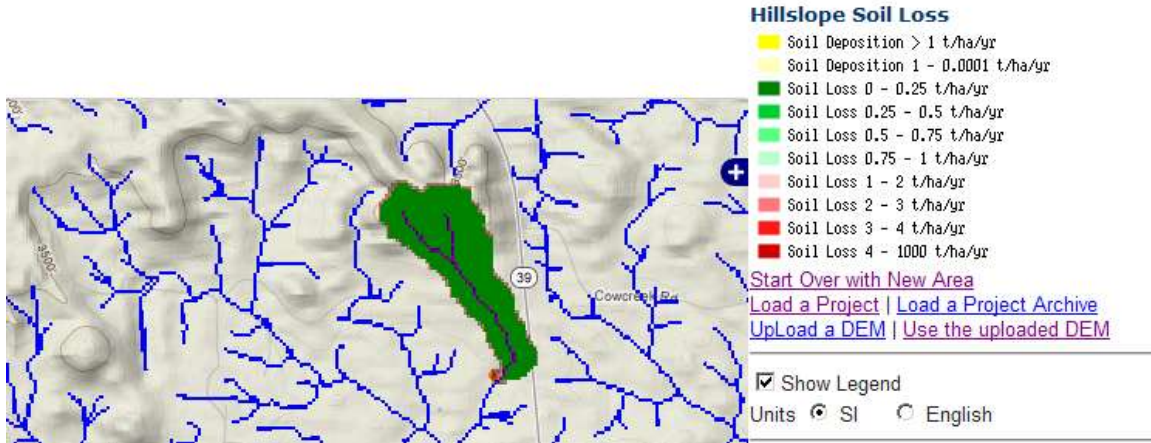 Hillslope Soil Loss
Soil Deposition > 1 t/ha/yr
Soil Deposition 1 - 0.0001 t/ha/yr
Soil Loss 0 - 0.25 t/ha/yr
Soil Loss 0.25 - 0.5 t/ha/yr
Soil Loss 0.5 - 0.75 t/ha/yr
Soil Loss 0.75 - 1 t/ha/yr
Soil Loss 1 - 2 t/ha/yr
Soil Loss 2 - 3 t/ha/yr
Soil Loss 3 - 4 t/ha/yr
Soil Loss 4 - 1000 t/ha/yr
Start Over with New Area
Load a Project | Load a Project Archive
UpLoad a DEM | Use the uploaded DEM
Show Legend
Units SI English
3500
39
Cowcreek Rd